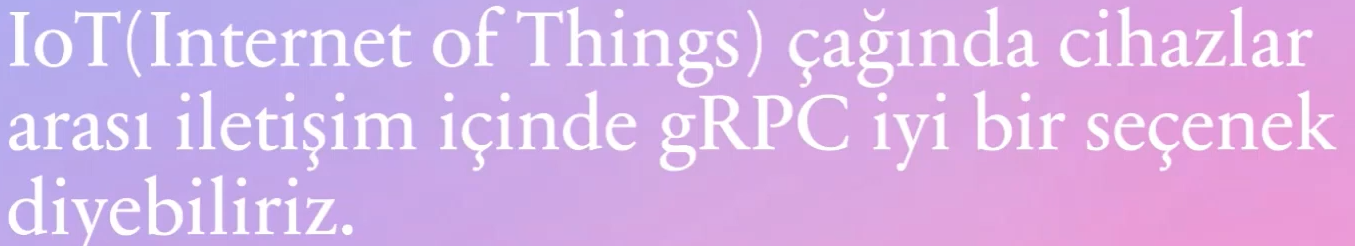 IoT(Internet of Things) çağında cihazlar
arası iletişim içinde gRPC iyi bir seçenek
diyebiliriz.